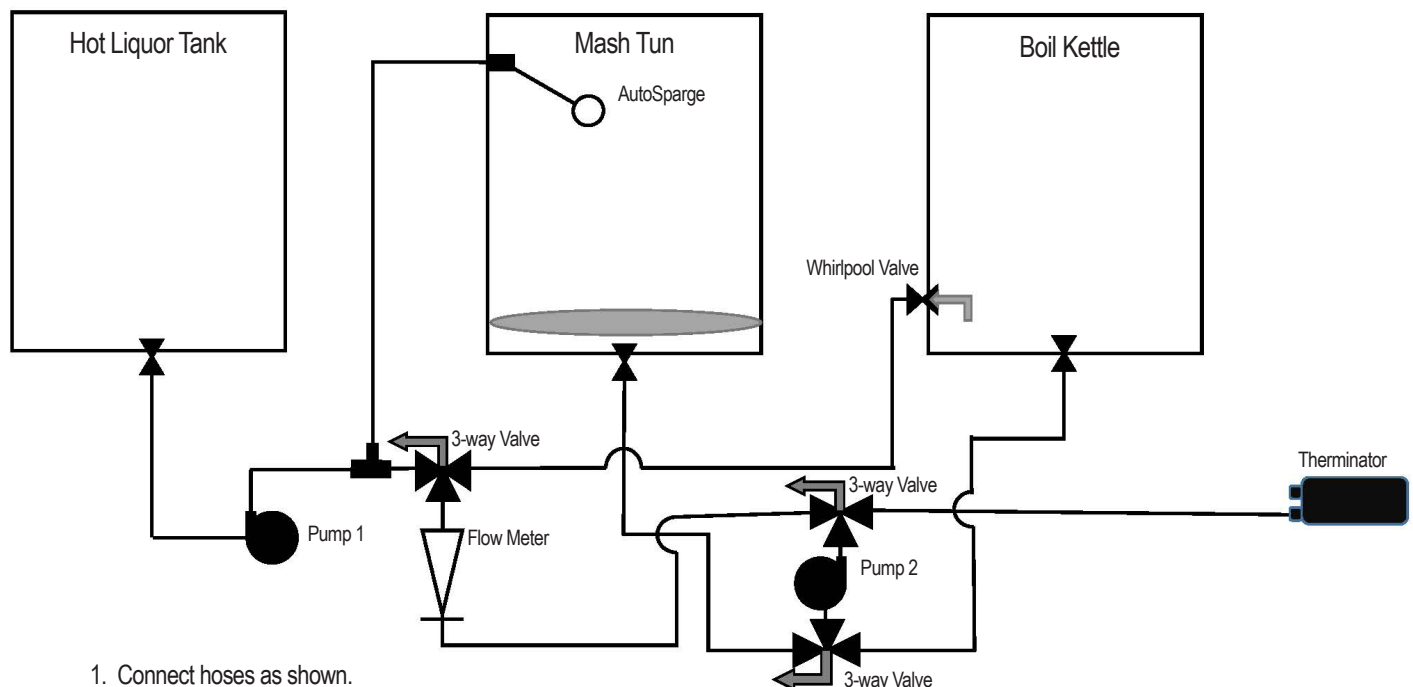 Hot Liquor Tank
Mash Tun
Boil Kettle
AutoSparge
Whirlpool Valve
3-way Valve
Therminator
3-way Valve
Pump 1
Flow Meter
Pump 2
1. Connect hoses as shown.
3-way Valve